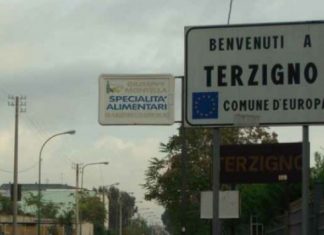 BENVENUTI A
TERZIGNO
COMUNE D'EUROPA
SPECIALITA'
ALIMENTARI
TERZIGNO